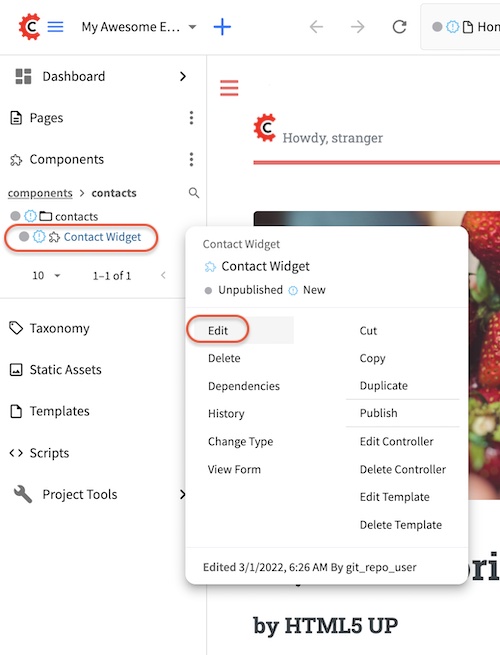 My Awesome E...
Hon
Dashboard
Pages
Components
components > contacts
contacts
Contact Widget
10
1–1 of 1
Taxonomy
Static Assets
Templates
Scripts
Project Tools
Howdy, stranger
Contact Widget
Contact Widget
Unpublished New
Edit
Delete
Dependencies
History
Change Type
View Form
Cut
Copy
Duplicate
Publish
Edit Controller
Delete Controller
Edit Template
Delete Template
Edited 3/1/2022, 6:26 AM By git_repo_user
ori
by HTML5 UP